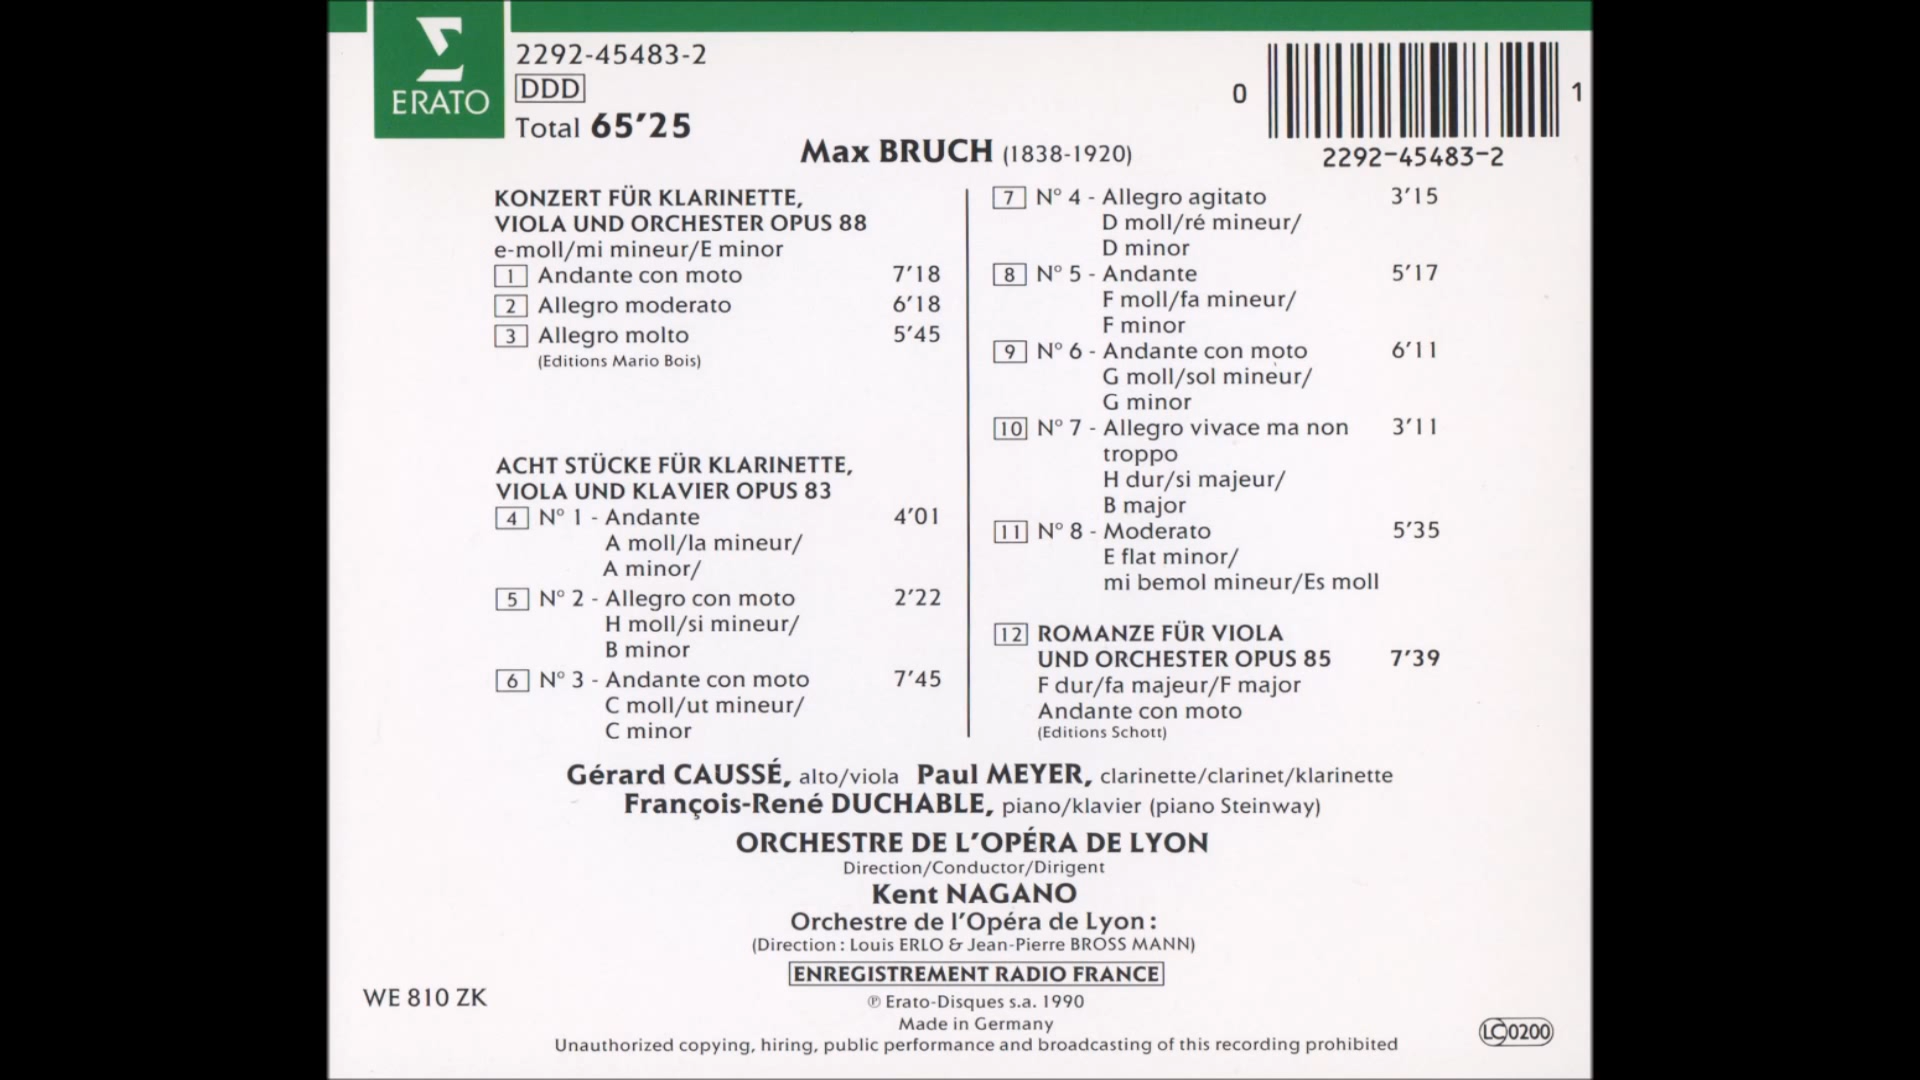 ERATO
2292-45483-2
DDD
Total 65'25
0
1
2292-45483-2
Max BRUCH (1838-1920)
KONZERT FÜR KLARINETTE,
VIOLA UND ORCHESTER OPUS 88
e-moll/mi mineur/E minor
1 Andante con moto 7'18
2 Allegro moderato 6'18
3 Allegro molto 5'45
(Editions Mario Bois)
ACHT STÜCKE FÜR KLARINETTE,
VIOLA UND KLAVIER OPUS 83
4 N° 1 - Andante 4'01
A moll/la mineur/
A minor/
5 N° 2 - Allegro con moto 2'22
H moll/si mineur/
B minor
6 N° 3 - Andante con moto 7'45
C moll/ut mineur/
C minor
7 N° 4 - Allegro agitato 3'15
D moll/ré mineur/
D minor
8 N° 5 - Andante 5'17
F moll/fa mineur/
F minor
9 N° 6 - Andante con moto 6'11
G moll/sol mineur/
G minor
10 N° 7 - Allegro vivace ma non 3'11
troppo
H dur/si majeur/
B major
11 N° 8 - Moderato 5'35
E flat minor/
mi bemol mineur/Es moll
12 ROMANZE FÜR VIOLA
UND ORCHESTER OPUS 85 7'39
F dur/fa majeur/F major
Andante con moto
(Editions Schott)
Gérard CAUSSÉ, alto/viola Paul MEYER, clarinette/clarinet/klarinette
François-René DUCHABLE, piano/klavier (piano Steinway)
ORCHESTRE DE L'OPÉRA DE LYON
Direction/Conductor/Dirigent
Kent NAGANO
Orchestre de l'Opéra de Lyon :
(Direction : Louis ERLO & Jean-Pierre BROSS MANN)
ENREGISTREMENT RADIO FRANCE
WE 810 ZK
℗ Erato-Disques s.a. 1990
Made in Germany
Unauthorized copying, hiring, public performance and broadcasting of this recording prohibited
LC 0200